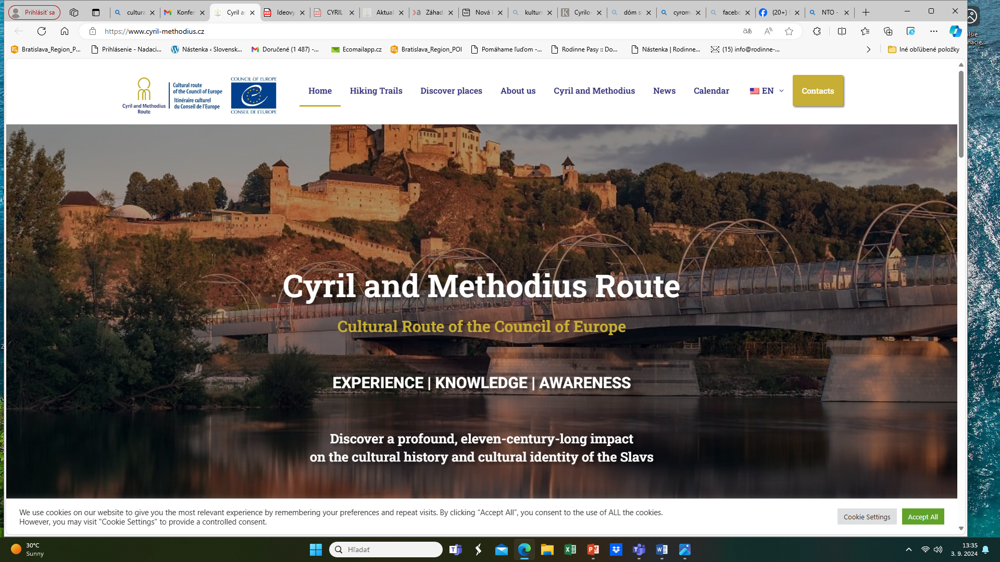 Prihlásiť sa
cultura
Konfer
Cyril a
Ideový
CYRIL
Aktual
Záhad
Nová k
kulturn
Cyrilo-
dóm s
cyrom
facebo
(20+)
NTO -
https://www.cyril-methodius.cz
Bratislava_Region_P...
Prihlásenie - Nadaci...
Nástenka ‹ Slovensk...
Doručené (1 487) -...
Ecomailapp.cz
Bratislava_Region_POI
Pomáhame ľuďom -...
Rodinne Pasy :: Do...
Nástenka | Rodinne...
(15) info@rodinne-...
Iné obľúbené položky
Cyril and Methodius
Route
Cultural route
of the Council of Europe
Itinéraire culturel
du Conseil de l'Europe
COUNCIL OF EUROPE
CONSEIL DE L'EUROPE
Home
Hiking Trails
Discover places
About us
Cyril and Methodius
News
Calendar
EN
Contacts
Cyril and Methodius Route
Cultural Route of the Council of Europe
EXPERIENCE | KNOWLEDGE | AWARENESS
Discover a profound, eleven-century-long impact
on the cultural history and cultural identity of the Slavs
We use cookies on our website to give you the most relevant experience by remembering your preferences and repeat visits. By clicking “Accept All”, you consent to the use of ALL the cookies.
However, you may visit "Cookie Settings" to provide a controlled consent.
Cookie Settings
Accept All
30°C
Sunny
Hľadať
13:35
3. 9. 2024